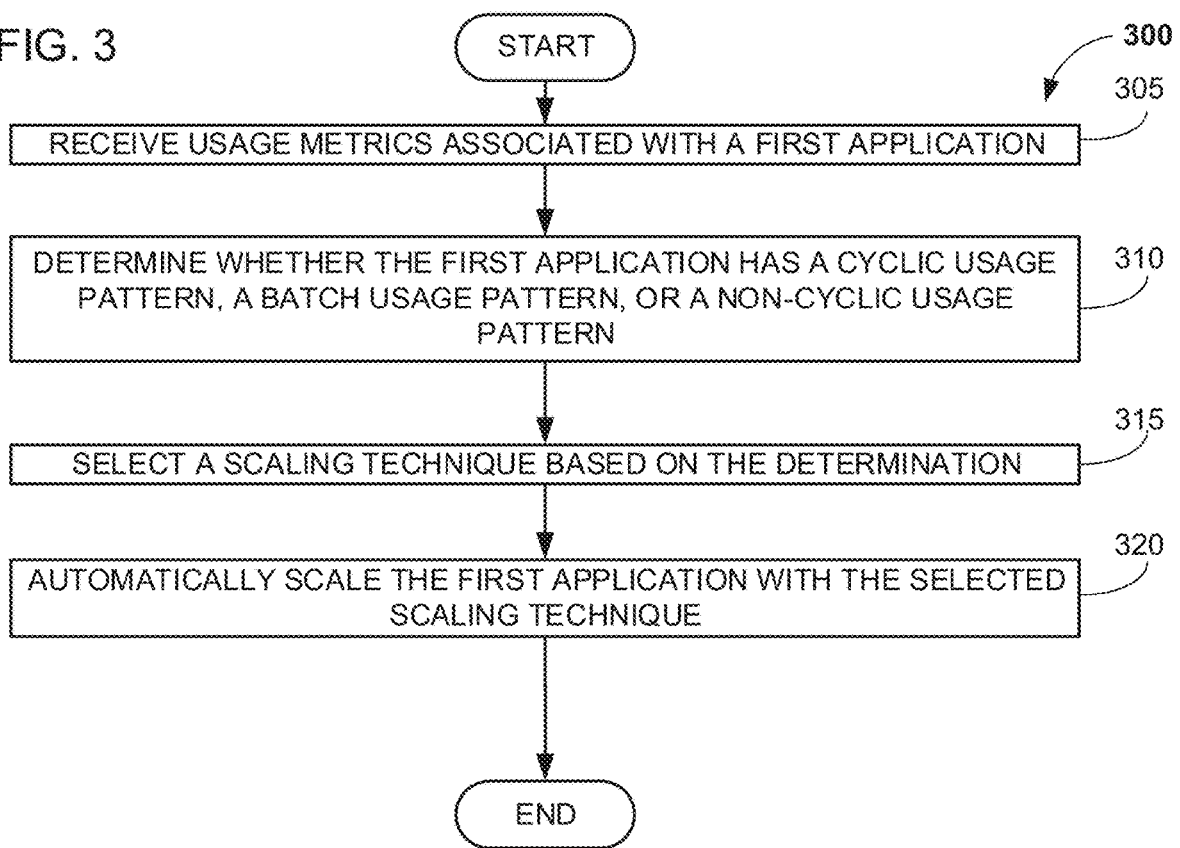 FIG. 3
START
300
305
RECEIVE USAGE METRICS ASSOCIATED WITH A FIRST APPLICATION
310
DETERMINE WHETHER THE FIRST APPLICATION HAS A CYCLIC USAGE
PATTERN, A BATCH USAGE PATTERN, OR A NON-CYCLIC USAGE
PATTERN
315
SELECT A SCALING TECHNIQUE BASED ON THE DETERMINATION
320
AUTOMATICALLY SCALE THE FIRST APPLICATION WITH THE SELECTED
SCALING TECHNIQUE
END